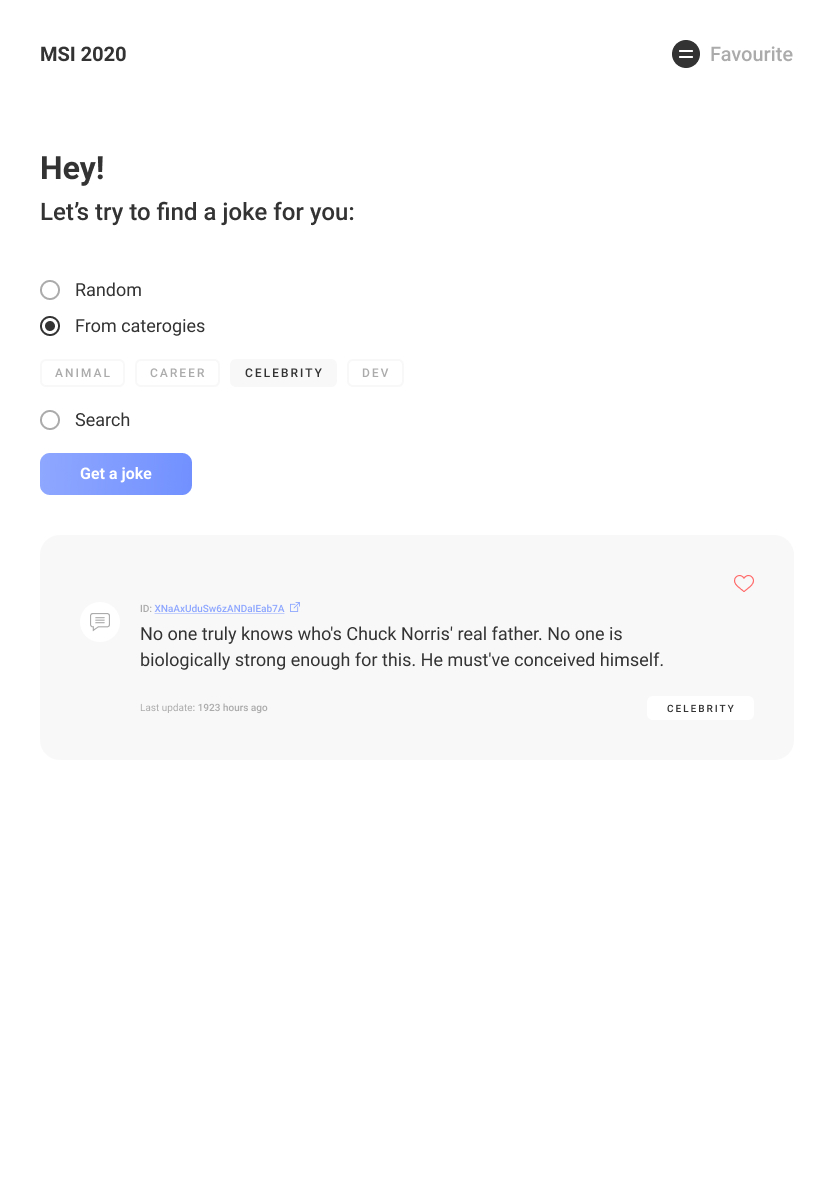 MSI 2020
Favourite
Hey!
Let’s try to find a joke for you:
Random
From caterogies
ANIMAL CAREER CELEBRITY DEV
Search
Get a joke
ID: XNaAxUduSw6zANDaIEab7A
No one truly knows who's Chuck Norris' real father. No one is
biologically strong enough for this. He must've conceived himself.
Last update: 1923 hours ago
CELEBRITY